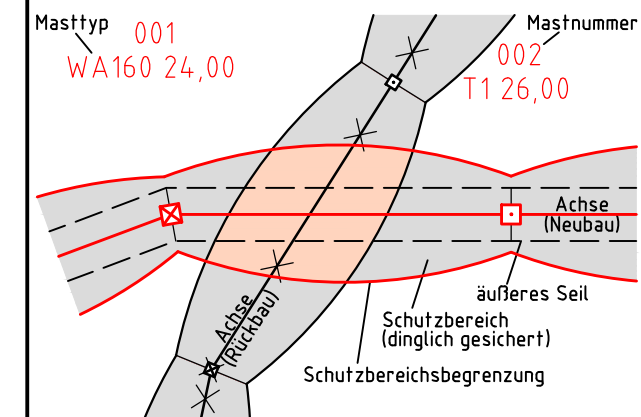 Masttyp
001
WA160 24,00
Mastnummer
002
T1 26,00
Achse
(Neubau)
äußeres Seil
Achse
(Rückbau)
Schutzbereich
(dinglich gesichert)
Schutzbereichsbegrenzung